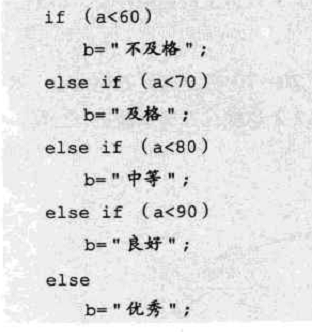 if (a<60)
b="不及格";
else if (a<70)
b="及格";
else if (a<80)
b="中等";
else if (a<90)
b="良好";
else
b="优秀";